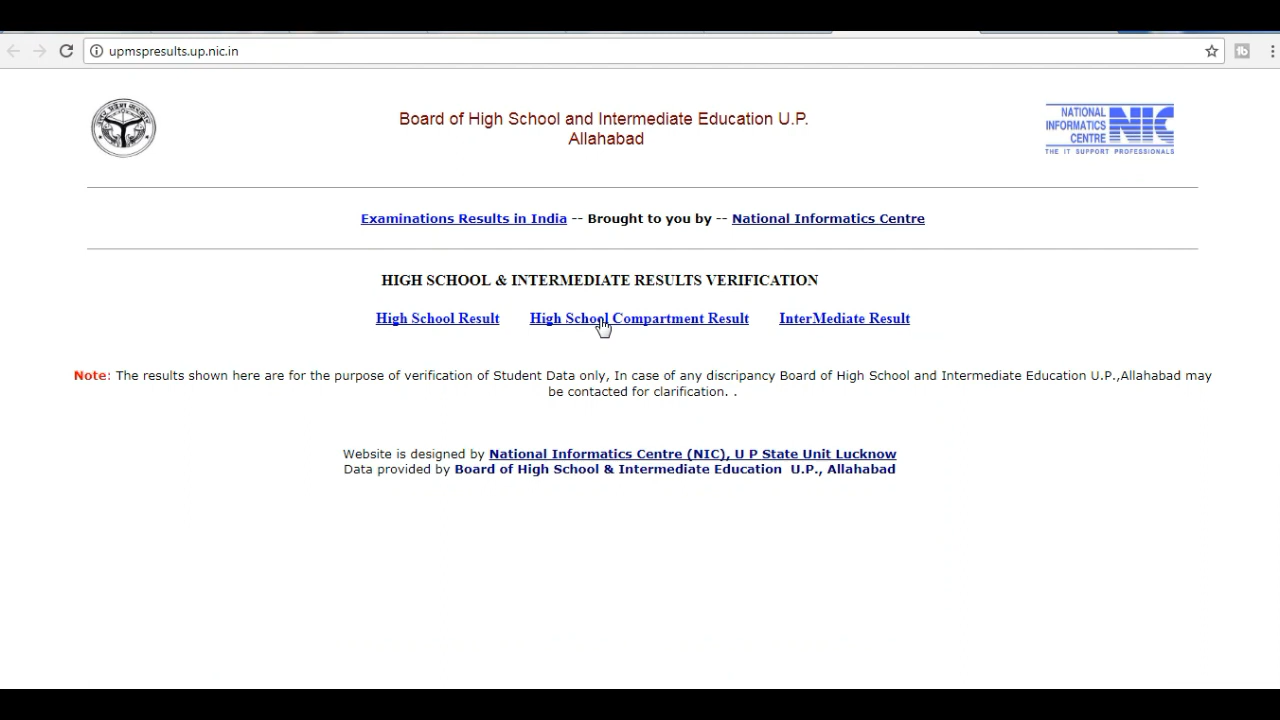 upmspresults.up.nic.in
Board of High School and Intermediate Education U.P.
Allahabad
NATIONAL
INFORMATICS
CENTRE
NIC
THE IT SUPPORT PROFESSIONALS
Examinations Results in India -- Brought to you by -- National Informatics Centre
HIGH SCHOOL & INTERMEDIATE RESULTS VERIFICATION
High School Result High School Compartment Result InterMediate Result
Note: The results shown here are for the purpose of verification of Student Data only, In case of any discripancy Board of High School and Intermediate Education U.P.,Allahabad may
be contacted for clarification. .
Website is designed by National Informatics Centre (NIC), U P State Unit Lucknow
Data provided by Board of High School & Intermediate Education U.P., Allahabad